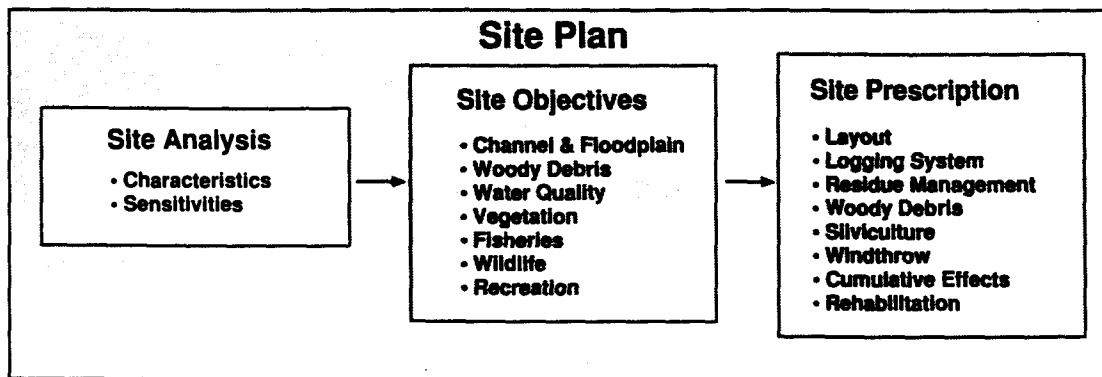 Site Plan
Site Analysis
• Characteristics
• Sensitivities
Site Objectives
• Channel & Floodplain
• Woody Debris
• Water Quality
• Vegetation
• Fisheries
• Wildlife
• Recreation
Site Prescription
• Layout
• Logging System
• Residue Management
• Woody Debris
• Silviculture
• Windthrow
• Cumulative Effects
• Rehabilitation